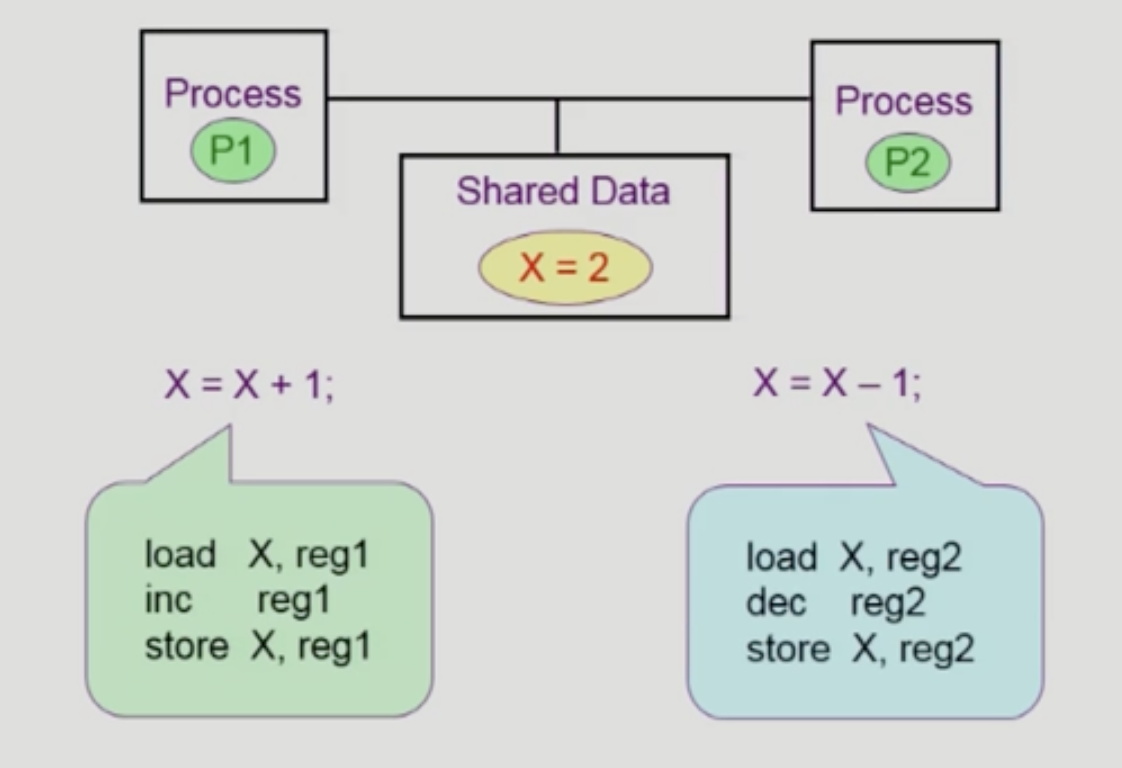 Process
P1
Process
P2
Shared Data
X = 2
X = X + 1;
X = X – 1;
load X, reg1
inc reg1
store X, reg1
load X, reg2
dec reg2
store X, reg2